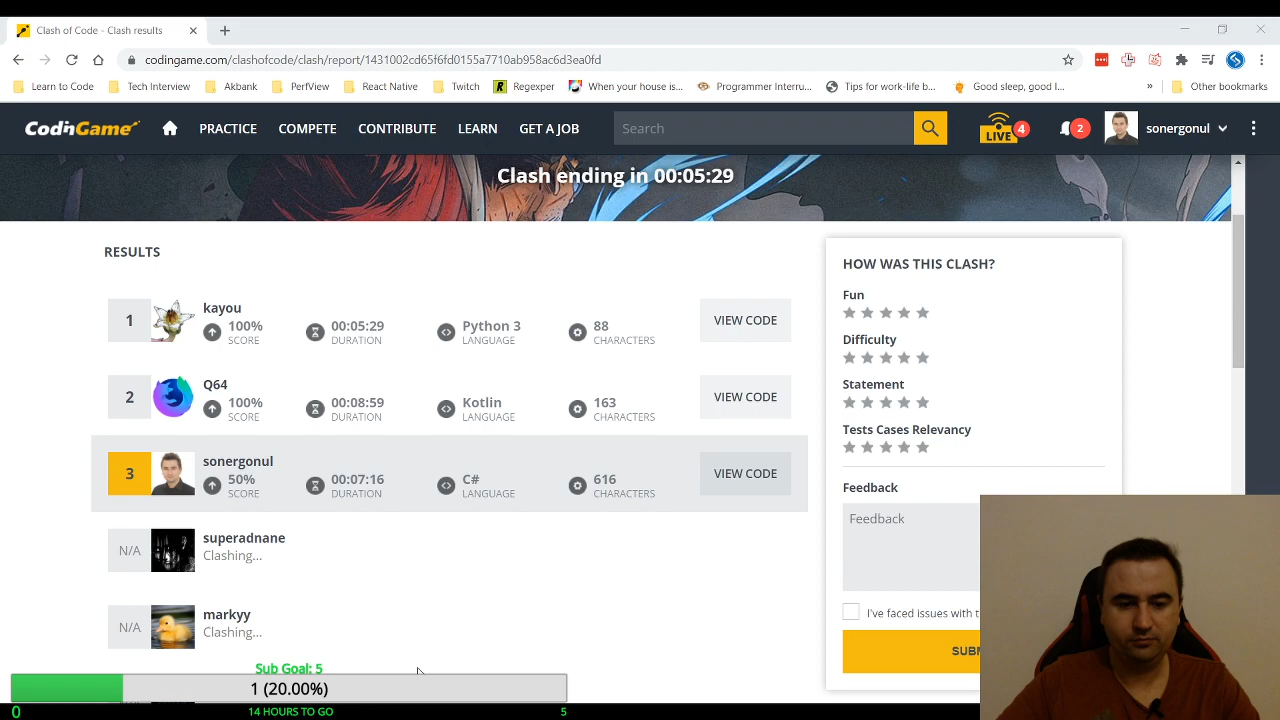 Clash of Code - Clash results
codingame.com/clashofcode/clash/report/1431092df65f6f0155a7710ab958ac6d3ea0fd
Learn to Code Tech Interview Akbank PerfView React Native Twitch Regexper When your house is... Programmer Interru... Tips for work-life b... Good sleep, good l... » Other bookmarks
CODINGAME PRACTICE COMPETE CONTRIBUTE LEARN GET A JOB Search LIVE 4 2 sonergonul
Clash ending in 00:05:29
RESULTS
1
kayou
100% 00:05:29 Python 3 88
SCORE DURATION LANGUAGE CHARACTERS
VIEW CODE
2
Q64
100% 00:08:59 Kotlin 163
SCORE DURATION LANGUAGE CHARACTERS
VIEW CODE
3
sonergonul
50% 00:07:16 C# 616
SCORE DURATION LANGUAGE CHARACTERS
VIEW CODE
N/A
superadnane
Clashing...
N/A
markyy
Clashing...
HOW WAS THIS CLASH?
Fun
Difficulty
Statement
Tests Cases Relevancy
Feedback
Feedback
I've faced issues with t
SUBM
Sub Goal: 5
1 (20.00%)
0 14 HOURS TO GO 5